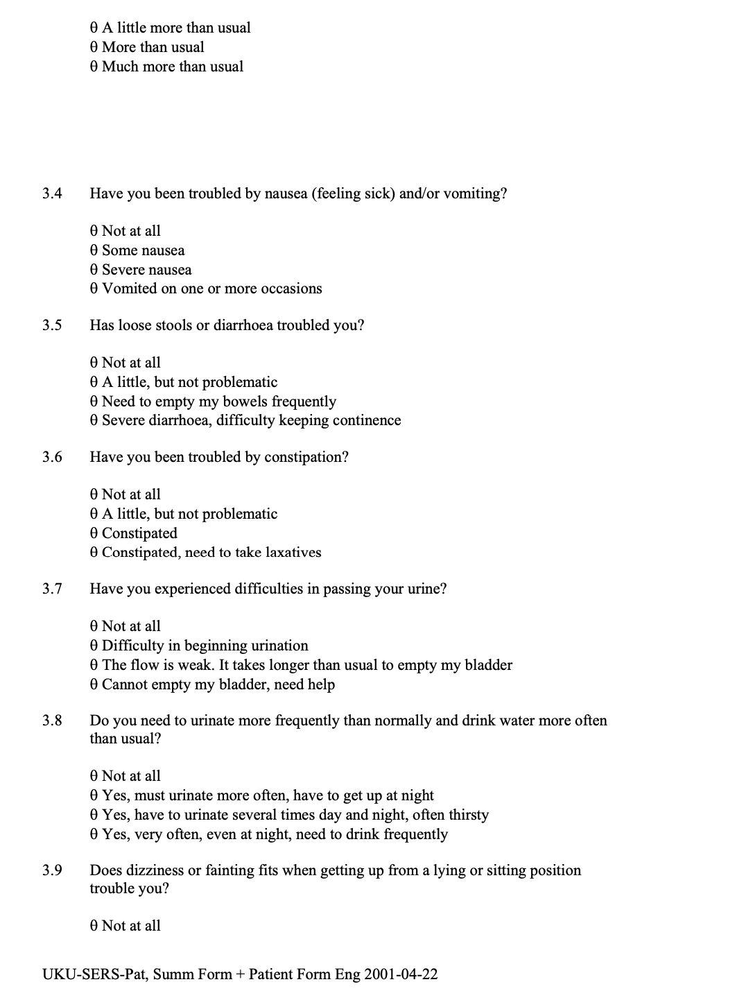 θ A little more than usual
θ More than usual
θ Much more than usual
3.4 Have you been troubled by nausea (feeling sick) and/or vomiting?
θ Not at all
θ Some nausea
θ Severe nausea
θ Vomited on one or more occasions
3.5 Has loose stools or diarrhoea troubled you?
θ Not at all
θ A little, but not problematic
θ Need to empty my bowels frequently
θ Severe diarrhoea, difficulty keeping continence
3.6 Have you been troubled by constipation?
θ Not at all
θ A little, but not problematic
θ Constipated
θ Constipated, need to take laxatives
3.7 Have you experienced difficulties in passing your urine?
θ Not at all
θ Difficulty in beginning urination
θ The flow is weak. It takes longer than usual to empty my bladder
θ Cannot empty my bladder, need help
3.8 Do you need to urinate more frequently than normally and drink water more often
than usual?
θ Not at all
θ Yes, must urinate more often, have to get up at night
θ Yes, have to urinate several times day and night, often thirsty
θ Yes, very often, even at night, need to drink frequently
3.9 Does dizziness or fainting fits when getting up from a lying or sitting position
trouble you?
θ Not at all
UKU-SERS-Pat, Summ Form + Patient Form Eng 2001-04-22